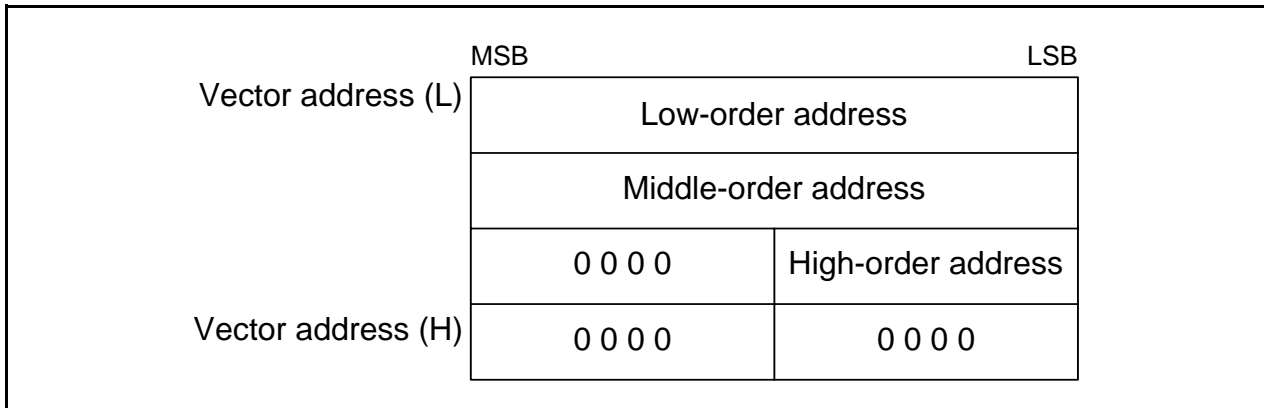 MSB LSB
Vector address (L) Low-order address
Middle-order address
0 0 0 0 High-order address
Vector address (H) 0 0 0 0 0 0 0 0